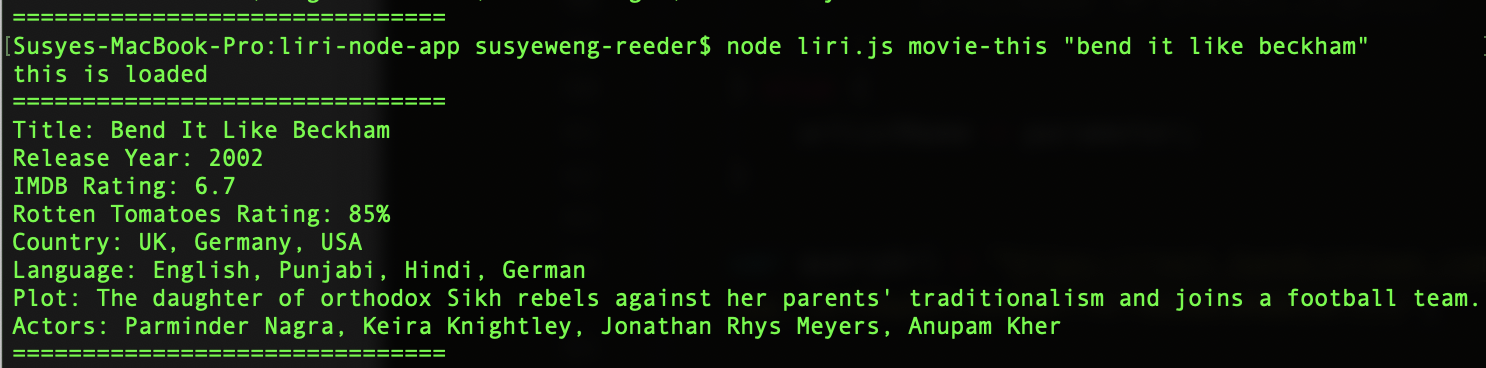 ===============================
[Susyes-MacBook-Pro:liri-node-app susyeweng-reeder$ node liri.js movie-this "bend it like beckham"
this is loaded
===============================
Title: Bend It Like Beckham
Release Year: 2002
IMDB Rating: 6.7
Rotten Tomatoes Rating: 85%
Country: UK, Germany, USA
Language: English, Punjabi, Hindi, German
Plot: The daughter of orthodox Sikh rebels against her parents' traditionalism and joins a football team.
Actors: Parminder Nagra, Keira Knightley, Jonathan Rhys Meyers, Anupam Kher
===============================